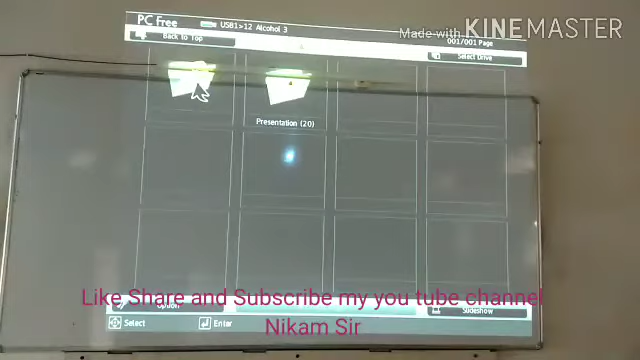 PC Free USB1>12 Alcohol 3
Made with KINEMASTER
001/001 Page
Back to Top
Select Drive
Presentation (20)
Like Share and Subscribe my you tube channel
Nikam Sir
Option
Slideshow
Select Enter